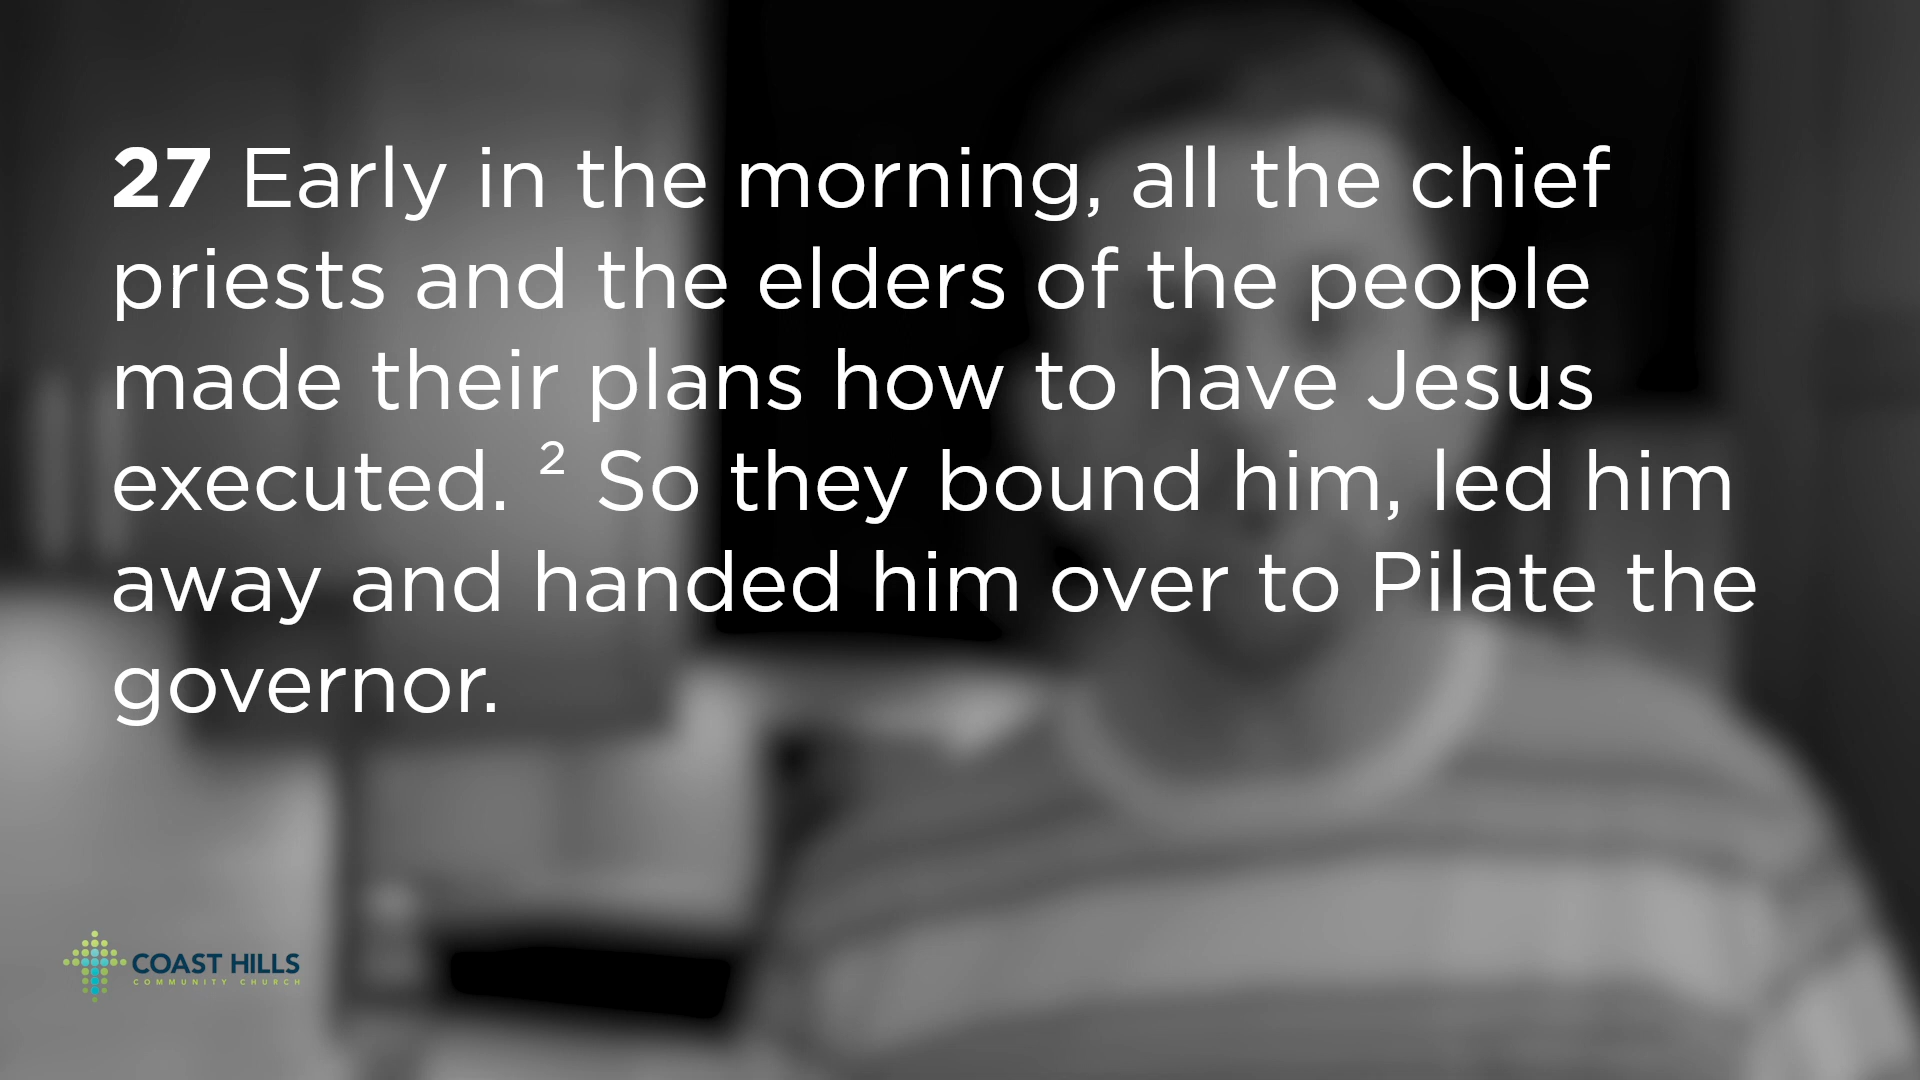 27 Early in the morning, all the chief
priests and the elders of the people
made their plans how to have Jesus
executed. ² So they bound him, led him
away and handed him over to Pilate the
governor.
COAST HILLS
COMMUNITY CHURCH